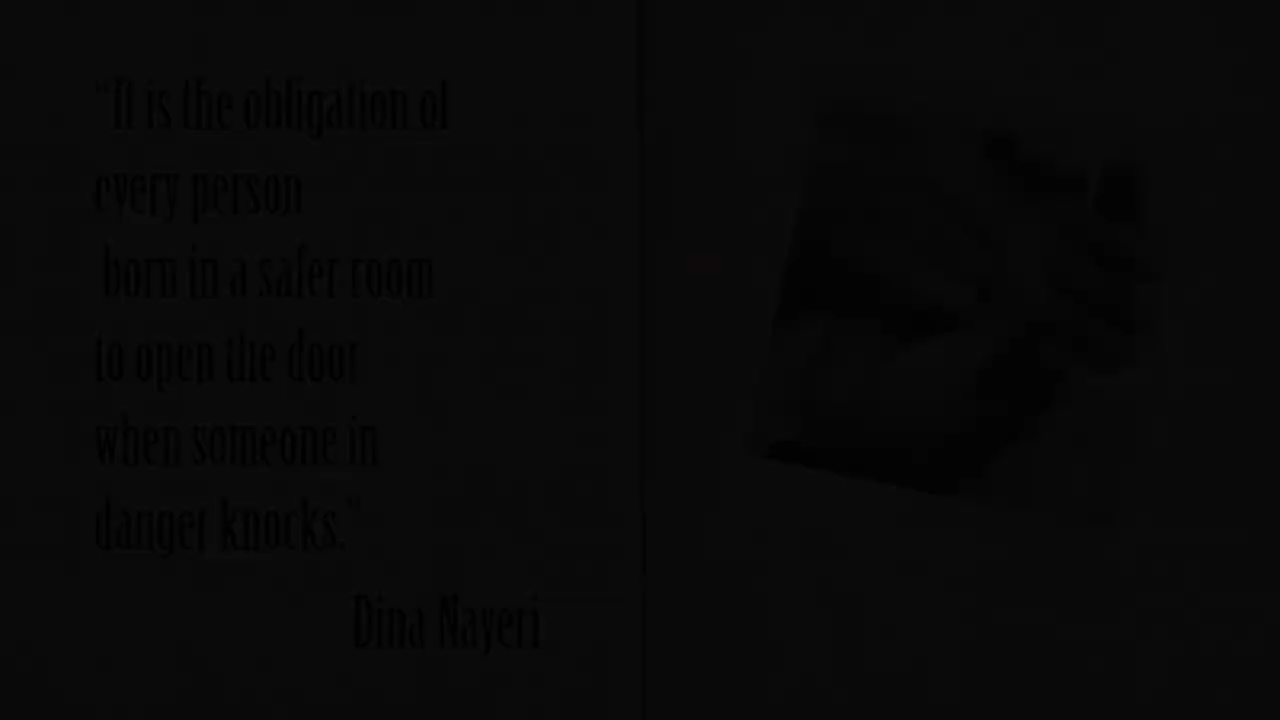 "It is the obligation of
every person
born in a safer room
to open the door
when someone in
danger knocks."
Dina Nayeri